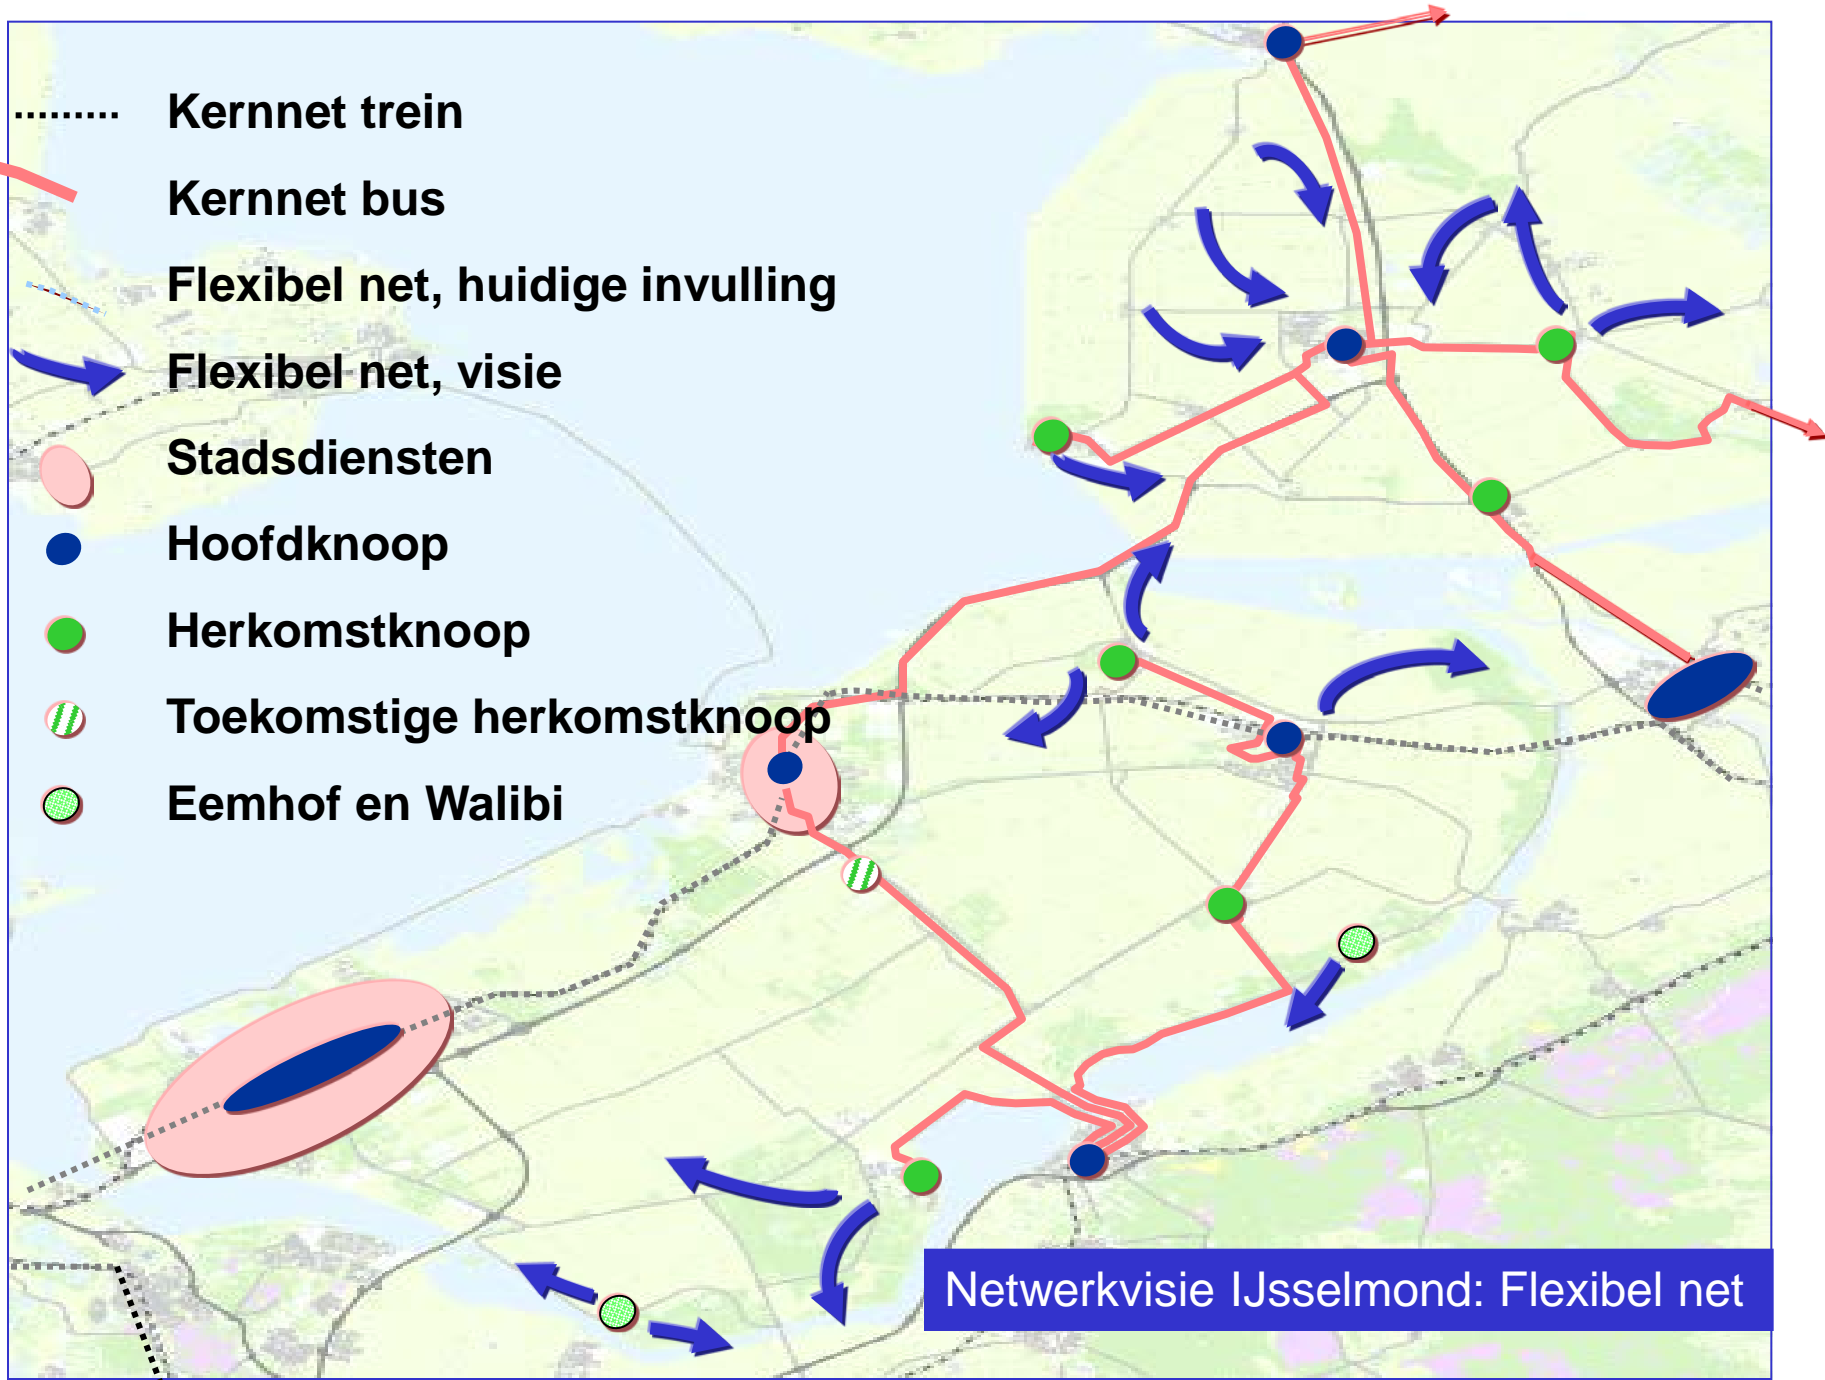 Kernnet trein
Kernnet bus
Flexibel net, huidige invulling
Flexibel net, visie
Stadsdiensten
Hoofdknoop
Herkomstknoop
Toekomstige herkomstknoop
Eemhof en Walibi
Netwerkvisie IJsselmond: Flexibel net